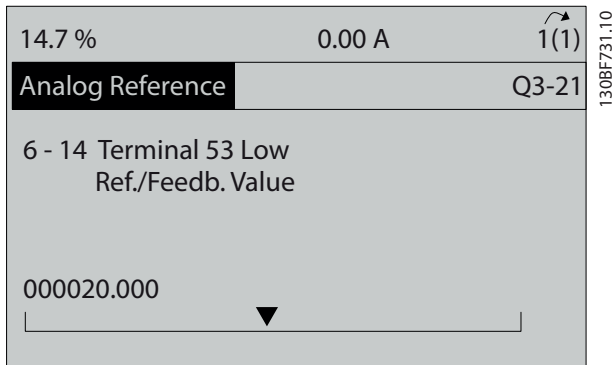 14.7 % 0.00 A 1(1)
Analog Reference Q3-21
6 - 14 Terminal 53 Low
Ref./Feedb. Value
000020.000
130BF731.10